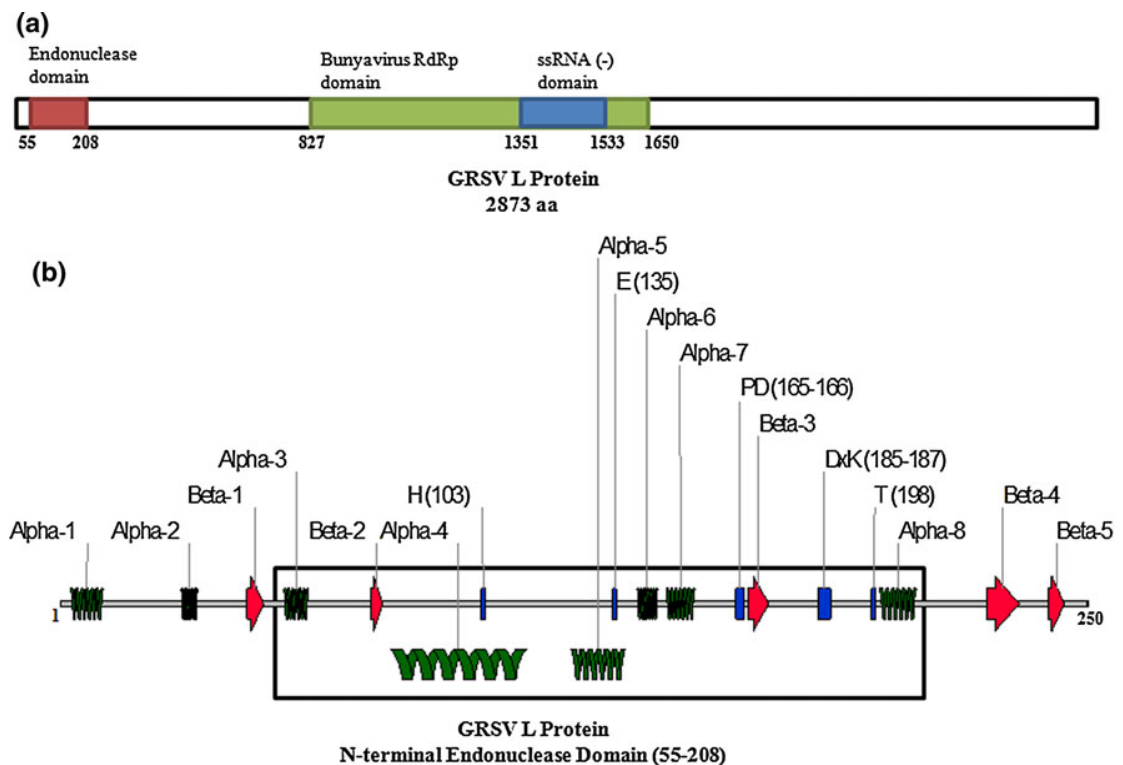 (a)
Endonuclease
domain
Bunyavirus RdRp
domain
ssRNA (-)
domain
55 208 827 1351 1533 1650
GRSV L Protein
2873 aa
(b)
Alpha-5
E (135)
Alpha-6
Alpha-7
PD (165-166)
Beta-3
Alpha-3
DxK (185-187)
Beta-1
H (103)
T (198)
Alpha-1
Alpha-2
Beta-2
Alpha-4
Alpha-8
Beta-4
Beta-5
1
250
GRSV L Protein
N-terminal Endonuclease Domain (55-208)